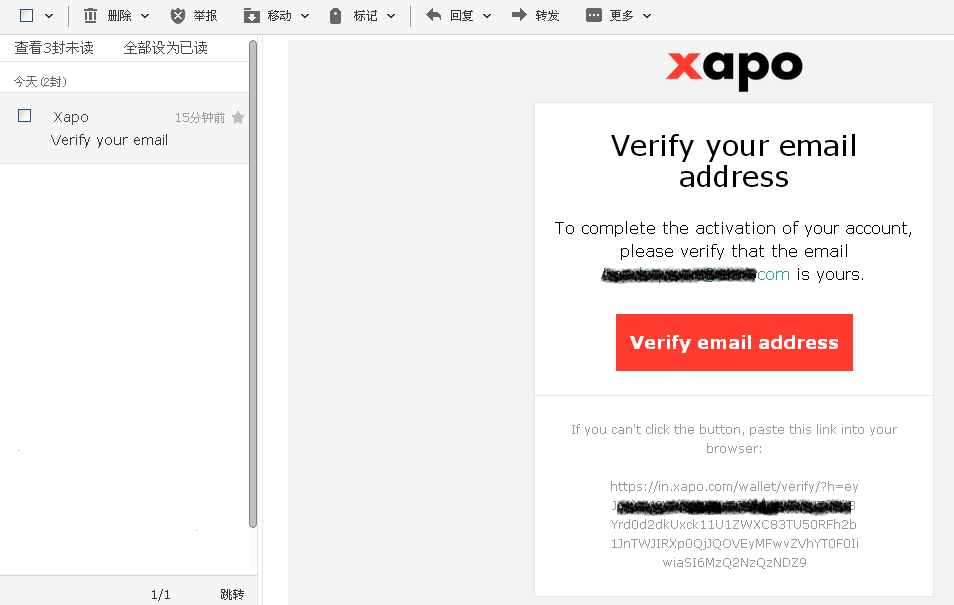 删除 举报 移动 标记 回复 转发 更多
查看3封未读 全部设为已读
今天(2封)
Xapo 15分钟前
Verify your email
1/1 跳转
xapo
Verify your email
address
To complete the activation of your account,
please verify that the email
com is yours.
Verify email address
If you can't click the button, paste this link into your
browser:
https://in.xapo.com/wallet/verify/?h=ey
Yrd0d2dkUxck11U1ZWXC83TU50RFh2b
1JnTWJIRXp0QjJQOVEyMFwvZVhYT0F0Ii
wiaSI6MzQ2NzQzNDZ9